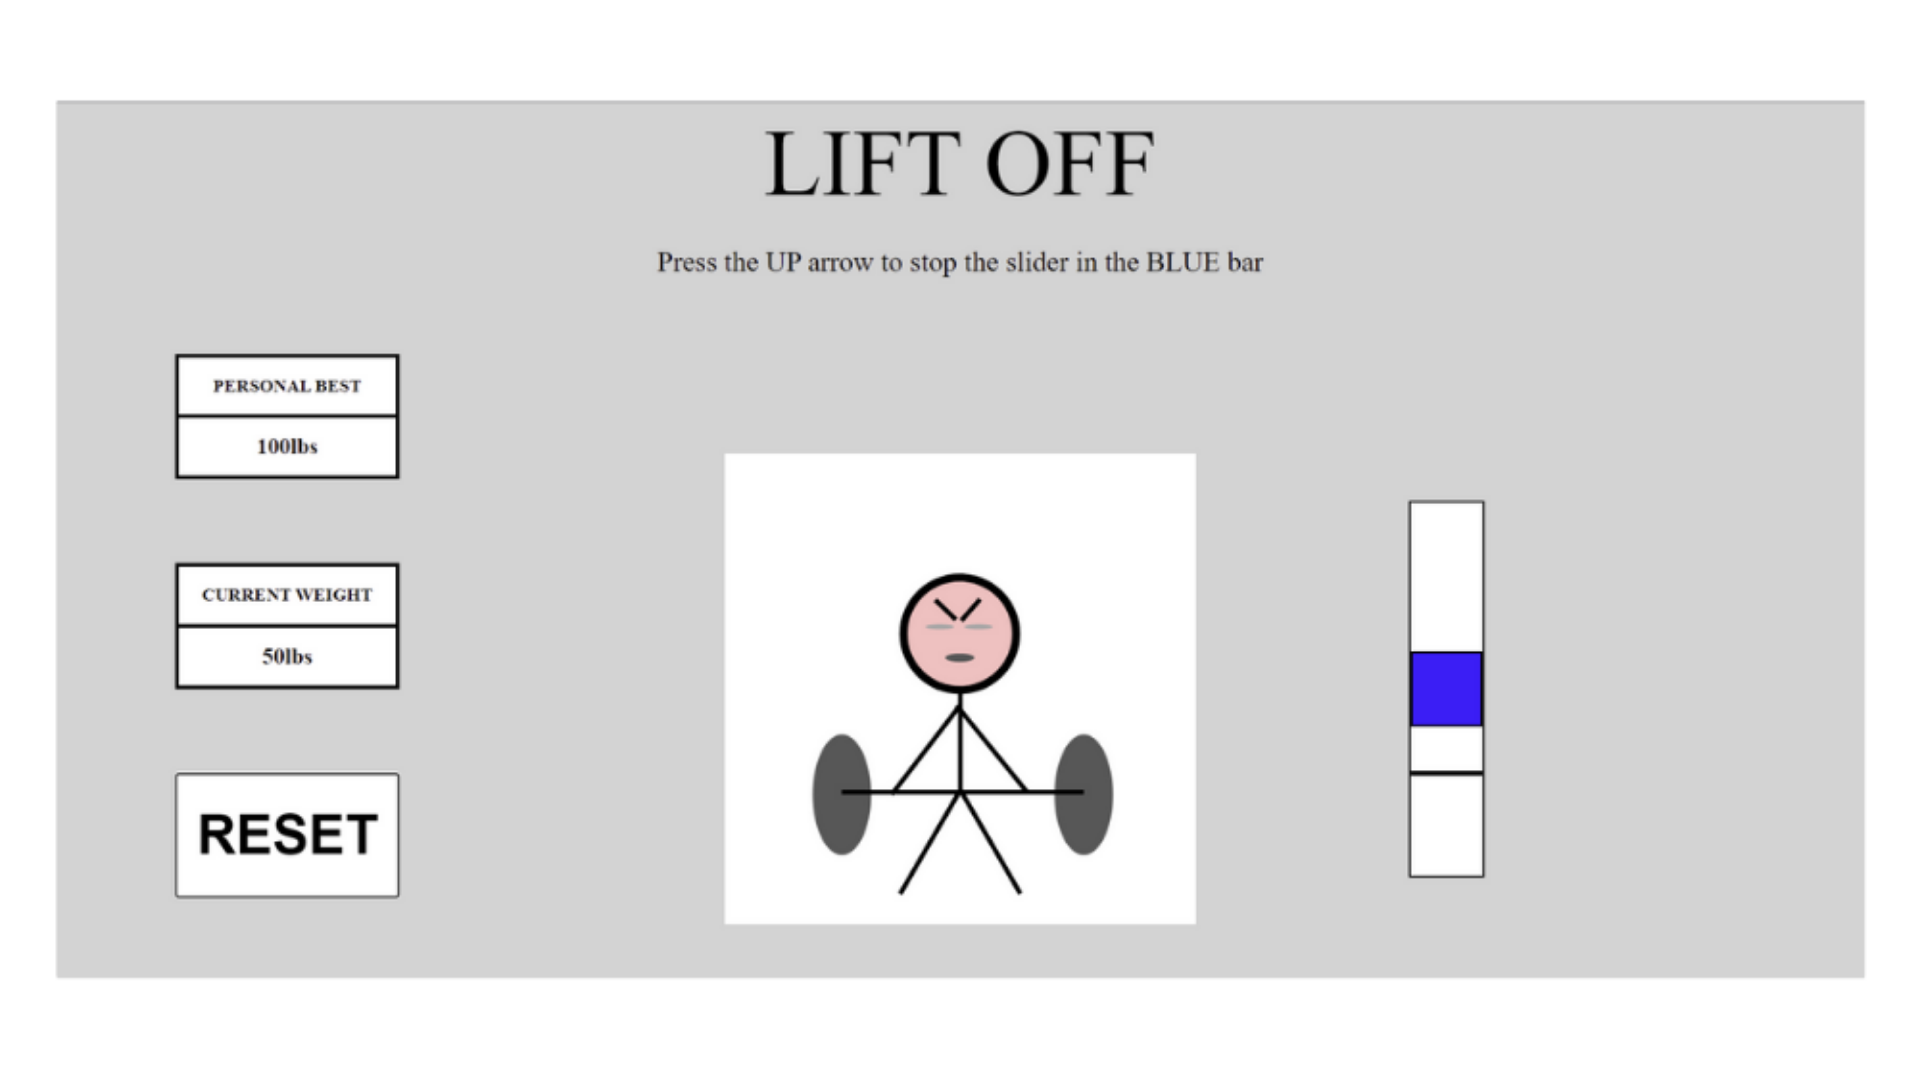 LIFT OFF
Press the UP arrow to stop the slider in the BLUE bar
PERSONAL BEST
100lbs
CURRENT WEIGHT
50lbs
RESET